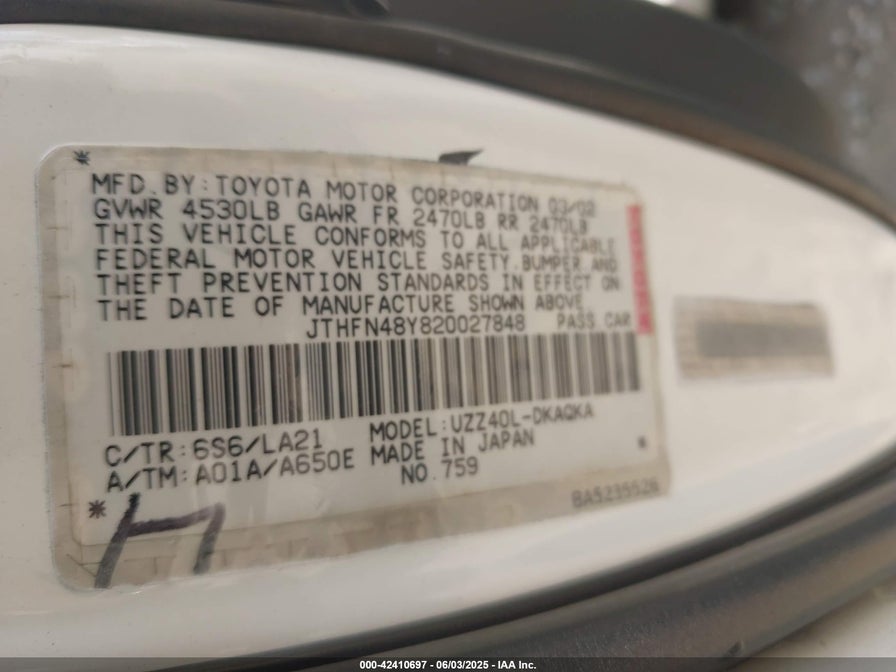 MFD. BY: TOYOTA MOTOR CORPORATION 03/02
GVWR 4530LB GAWR FR 2470LB RR 2470LB
THIS VEHICLE CONFORMS TO ALL APPLICABLE
FEDERAL MOTOR VEHICLE SAFETY, BUMPER, AND
THEFT PREVENTION STANDARDS IN EFFECT ON
THE DATE OF MANUFACTURE SHOWN ABOVE.
JTHFN48Y820027848 PASS.CAR
C/TR: 6S6/LA21 MODEL: UZZ40L-DKAQKA
A/TM: A01A/A650E MADE IN JAPAN
NO. 759
BA5235526
000-42410697 - 06/03/2025 - IAA Inc.